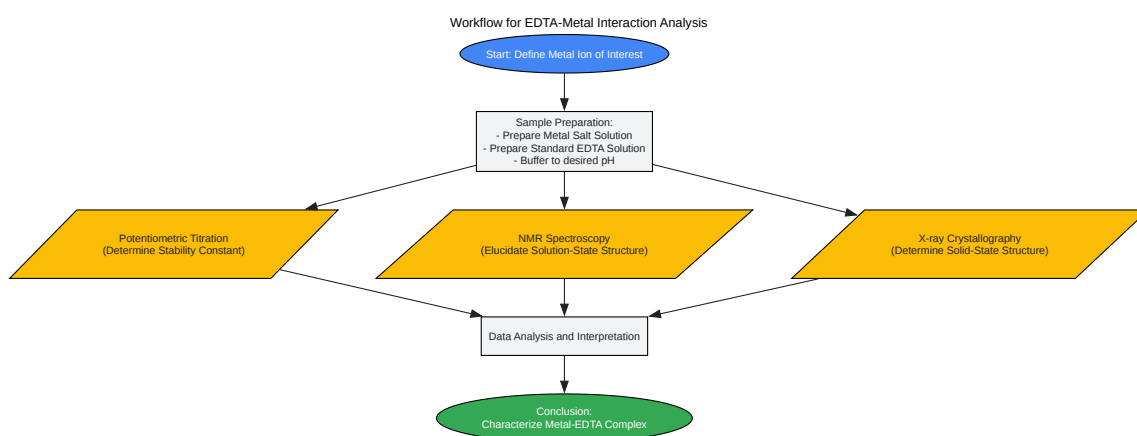 Workflow for EDTA-Metal Interaction Analysis
Start: Define Metal Ion of Interest
Sample Preparation:
- Prepare Metal Salt Solution
- Prepare Standard EDTA Solution
- Buffer to desired pH
Potentiometric Titration
(Determine Stability Constant)
NMR Spectroscopy
(Elucidate Solution-State Structure)
X-ray Crystallography
(Determine Solid-State Structure)
Data Analysis and Interpretation
Conclusion:
Characterize Metal-EDTA Complex